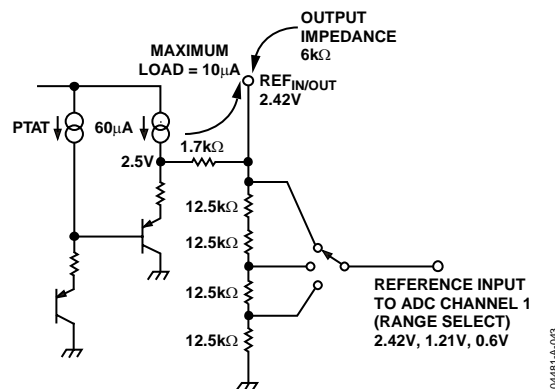 OUTPUT
IMPEDANCE
6kΩ
MAXIMUM
LOAD = 10μA
REFIN/OUT
2.42V
PTAT
60μA
1.7kΩ
2.5V
12.5kΩ
12.5kΩ
12.5kΩ
12.5kΩ
REFERENCE INPUT
TO ADC CHANNEL 1
(RANGE SELECT)
2.42V, 1.21V, 0.6V
04481-A-043